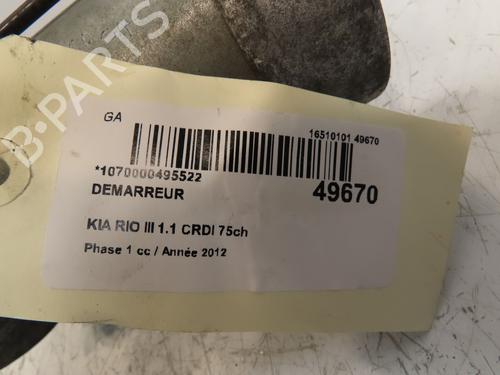 B-PARTS
GA
16510101 49670
*1070000495522
DEMARREUR
49670
KIA RIO III 1.1 CRDI 75ch
Phase 1 cc / Année 2012